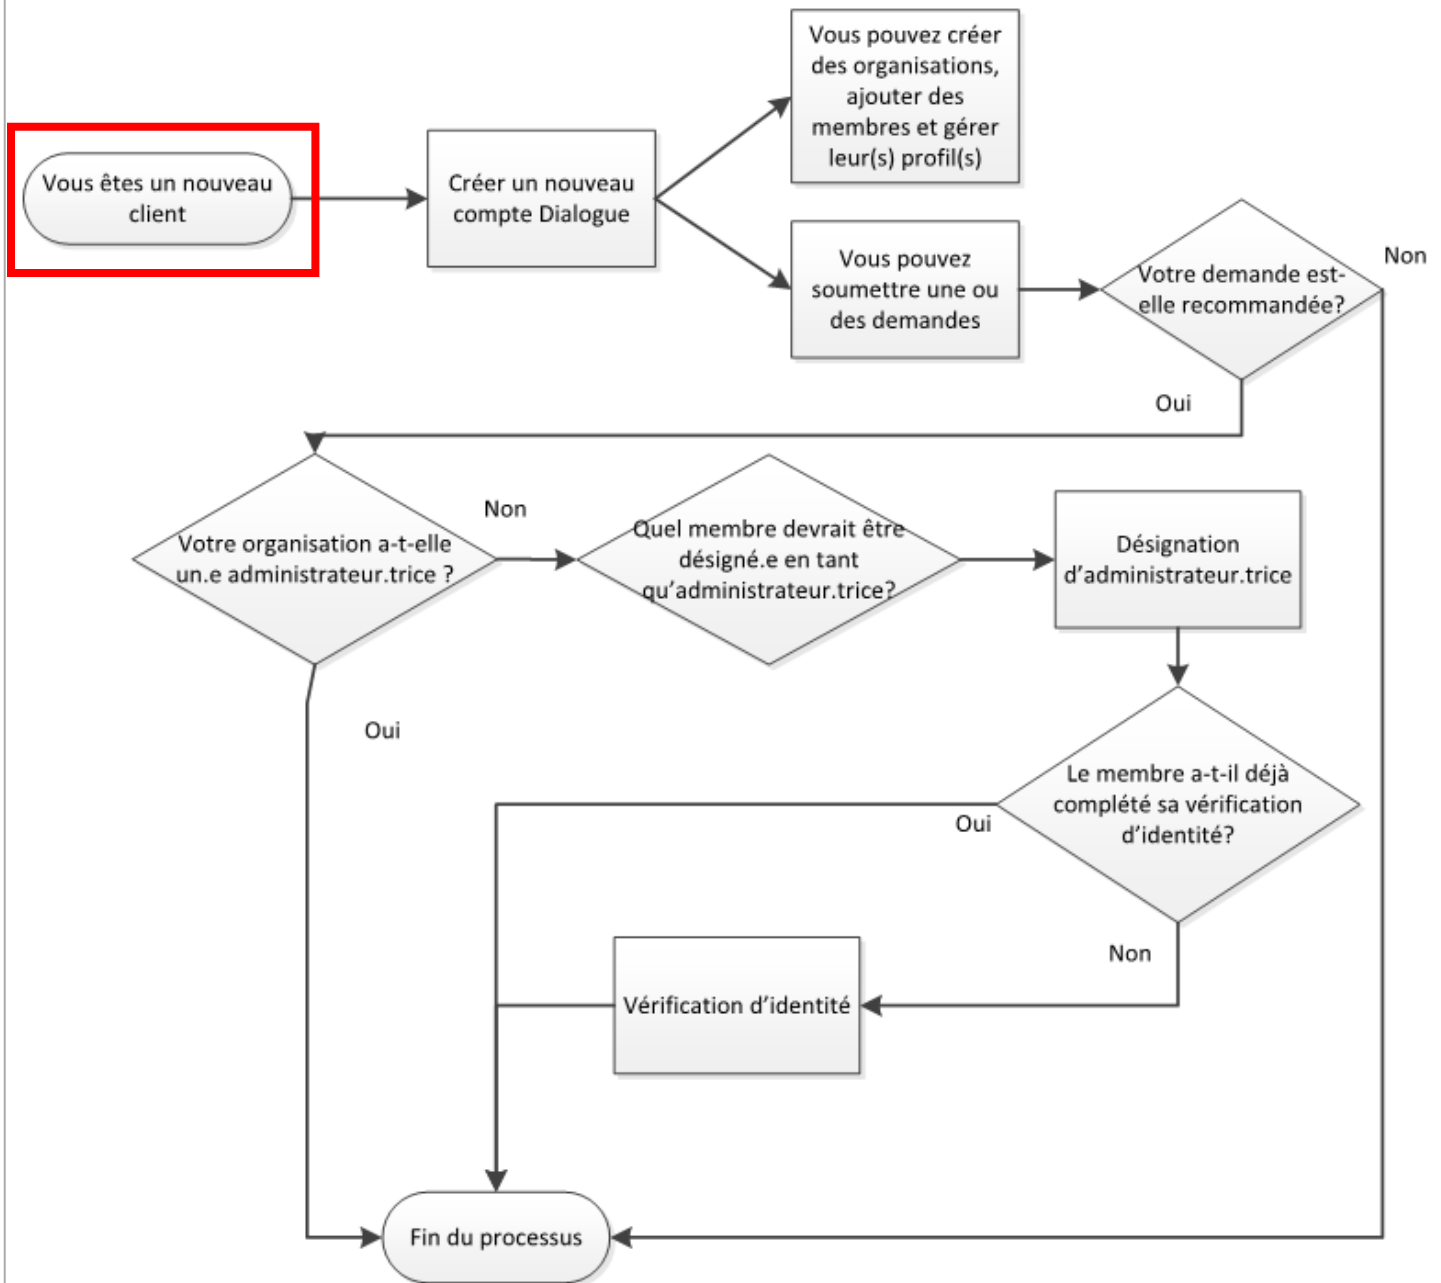 Vous pouvez créer
des organisations,
ajouter des
membres et gérer
leur(s) profil(s)
Vous êtes un nouveau
client
Créer un nouveau
compte Dialogue
Vous pouvez
soumettre une ou
des demandes
Votre demande est-
elle recommandée?
Non
Oui
Votre organisation a-t-elle
un.e administrateur.trice ?
Non
Quel membre devrait être
désigné.e en tant
qu’administrateur.trice?
Désignation
d’administrateur.trice
Oui
Le membre a-t-il déjà
complété sa vérification
d’identité?
Oui
Non
Vérification d’identité
Fin du processus